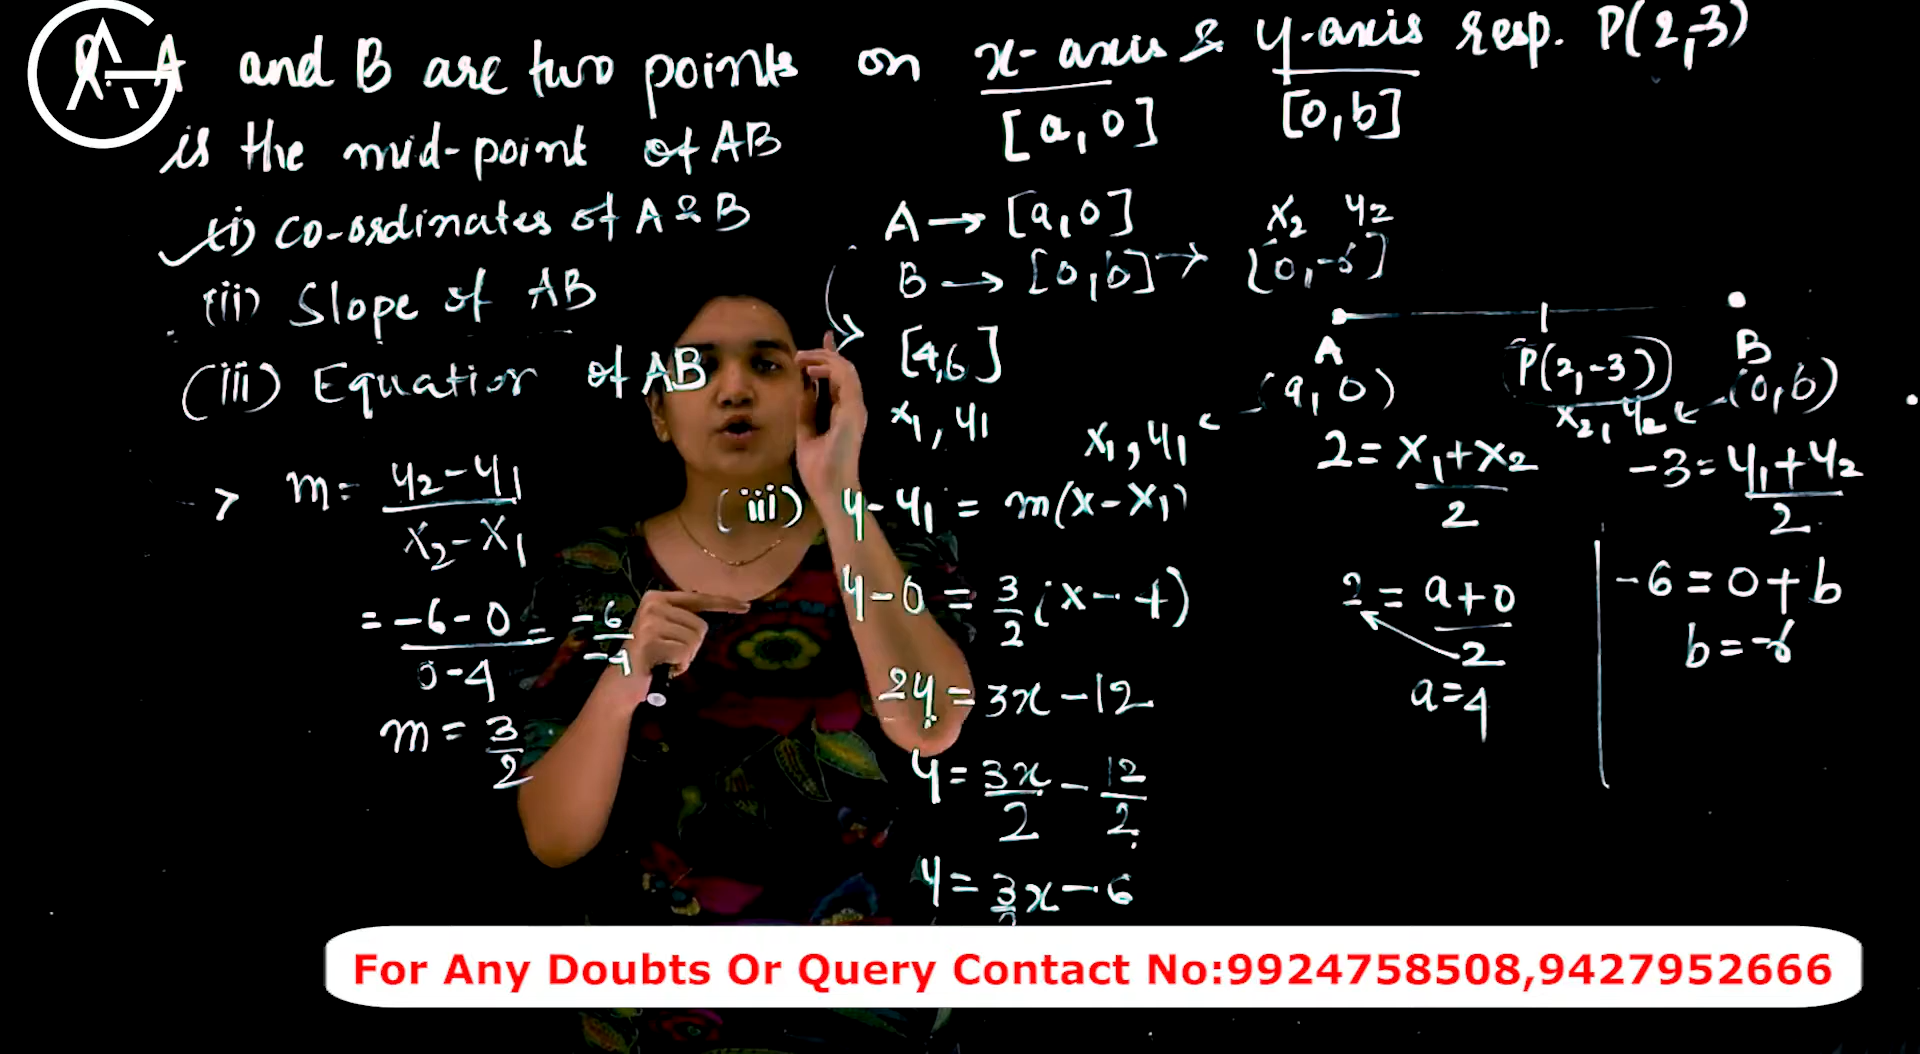 Q. A and B are two points on x-axis & y-axis resp. P(2,-3)
[a,0] [0,b]
is the mid-point of AB
(i) Co-ordinates of A & B
(ii) Slope of AB
(iii) Equation of AB
A → [a,0]
B → [0,b] → [0,-6]
x2 y2
[4,6]
x1, y1
A
P(2,-3)
B
(a, 0)
(0,b)
x1, y1
x2, y2
2 = x1+x2/2
-3 = y1+y2/2
2 = a+0/2
a=4
-6 = 0+b
b=-6
m = y2-y1/x2-x1
= -6-0/0-4 = -6/-4
m = 3/2
(iii) y-y1 = m(x-x1)
y-0 = 3/2(x-4)
2y = 3x-12
y = 3x/2 - 12/2
y = 3/2x-6
For Any Doubts Or Query Contact No:9924758508,9427952666